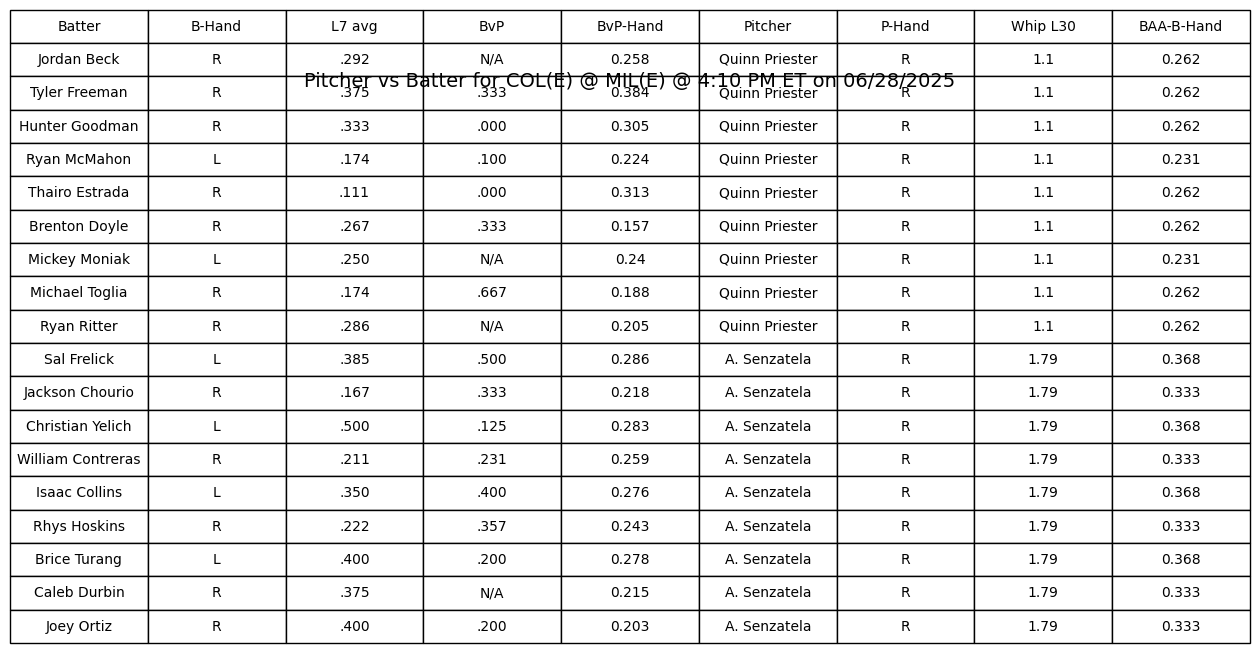 Batter B-Hand L7 avg BvP BvP-Hand Pitcher P-Hand Whip L30 BAA-B-Hand
Jordan Beck R .292 N/A 0.258 Quinn Priester R 1.1 0.262
Pitcher vs Batter for COL(E) @ MIL(E) @ 4:10 PM ET on 06/28/2025
Tyler Freeman R .375 .333 0.384 Quinn Priester R 1.1 0.262
Hunter Goodman R .333 .000 0.305 Quinn Priester R 1.1 0.262
Ryan McMahon L .174 .100 0.224 Quinn Priester R 1.1 0.231
Thairo Estrada R .111 .000 0.313 Quinn Priester R 1.1 0.262
Brenton Doyle R .267 .333 0.157 Quinn Priester R 1.1 0.262
Mickey Moniak L .250 N/A 0.24 Quinn Priester R 1.1 0.231
Michael Toglia R .174 .667 0.188 Quinn Priester R 1.1 0.262
Ryan Ritter R .286 N/A 0.205 Quinn Priester R 1.1 0.262
Sal Frelick L .385 .500 0.286 A. Senzatela R 1.79 0.368
Jackson Chourio R .167 .333 0.218 A. Senzatela R 1.79 0.333
Christian Yelich L .500 .125 0.283 A. Senzatela R 1.79 0.368
William Contreras R .211 .231 0.259 A. Senzatela R 1.79 0.333
Isaac Collins L .350 .400 0.276 A. Senzatela R 1.79 0.368
Rhys Hoskins R .222 .357 0.243 A. Senzatela R 1.79 0.333
Brice Turang L .400 .200 0.278 A. Senzatela R 1.79 0.368
Caleb Durbin R .375 N/A 0.215 A. Senzatela R 1.79 0.333
Joey Ortiz R .400 .200 0.203 A. Senzatela R 1.79 0.333